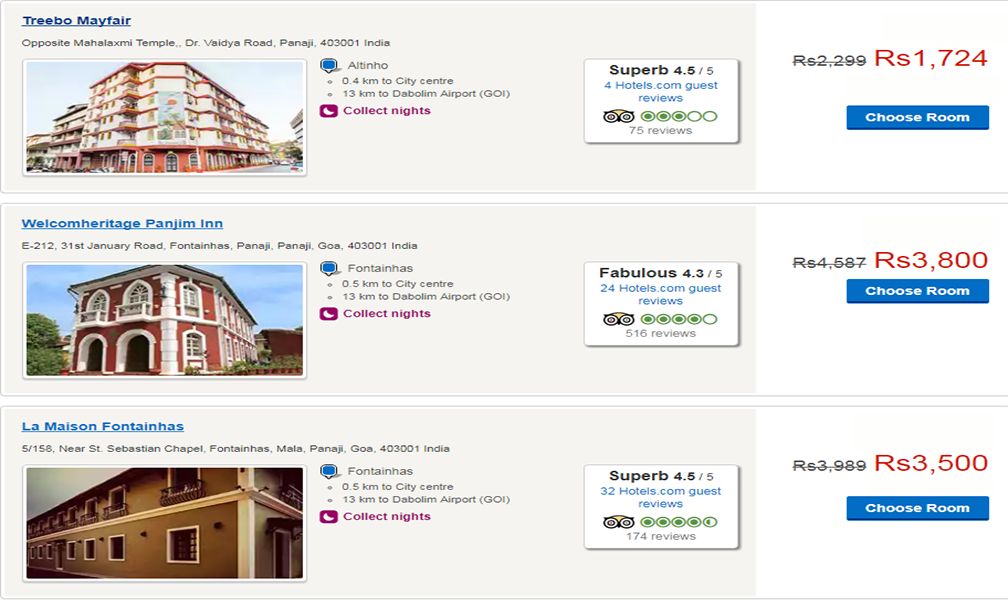 Treebo Mayfair
Opposite Mahalaxmi Temple,, Dr. Vaidya Road, Panaji, 403001 India
Altinho
0.4 km to City centre
13 km to Dabolim Airport (GOI)
Collect nights
Superb 4.5 / 5
4 Hotels.com guest
reviews
75 reviews
Rs2,299 Rs1,724
Choose Room
Welcomheritage Panjim Inn
E-212, 31st January Road, Fontainhas, Panaji, Panaji, Goa, 403001 India
Fontainhas
0.5 km to City centre
13 km to Dabolim Airport (GOI)
Collect nights
Fabulous 4.3 / 5
24 Hotels.com guest
reviews
516 reviews
Rs4,587 Rs3,800
Choose Room
La Maison Fontainhas
5/158, Near St. Sebastian Chapel, Fontainhas, Mala, Panaji, Goa, 403001 India
Fontainhas
0.5 km to City centre
13 km to Dabolim Airport (GOI)
Collect nights
Superb 4.5 / 5
32 Hotels.com guest
reviews
174 reviews
Rs3,989 Rs3,500
Choose Room